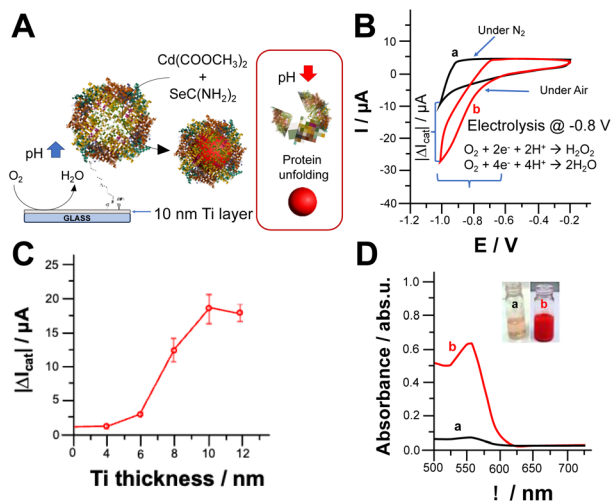 A
Cd(COOCH₃)₂
+
SeC(NH₂)₂
pH
O₂
H₂O
GLASS
10 nm Ti layer
pH
Protein
unfolding
B
I / µA
10
0
-10
-20
-30
-40
a
Under N₂
b
Under Air
|ΔIcat| / µA
Electrolysis @ -0.8 V
O₂ + 2e⁻ + 2H⁺ → H₂O₂
O₂ + 4e⁻ + 4H⁺ → 2H₂O
-1.0 -0.8 -0.6 -0.4 -0.2
E / V
C
|ΔIcat| / µA
25
20
15
10
5
0
0 4 6 8 10 12
Ti thickness / nm
D
Absorbance / abs.u.
1.0
0.8
0.6
0.4
0.2
0.0
a
b
b
a
500 550 600 650 700
! / nm